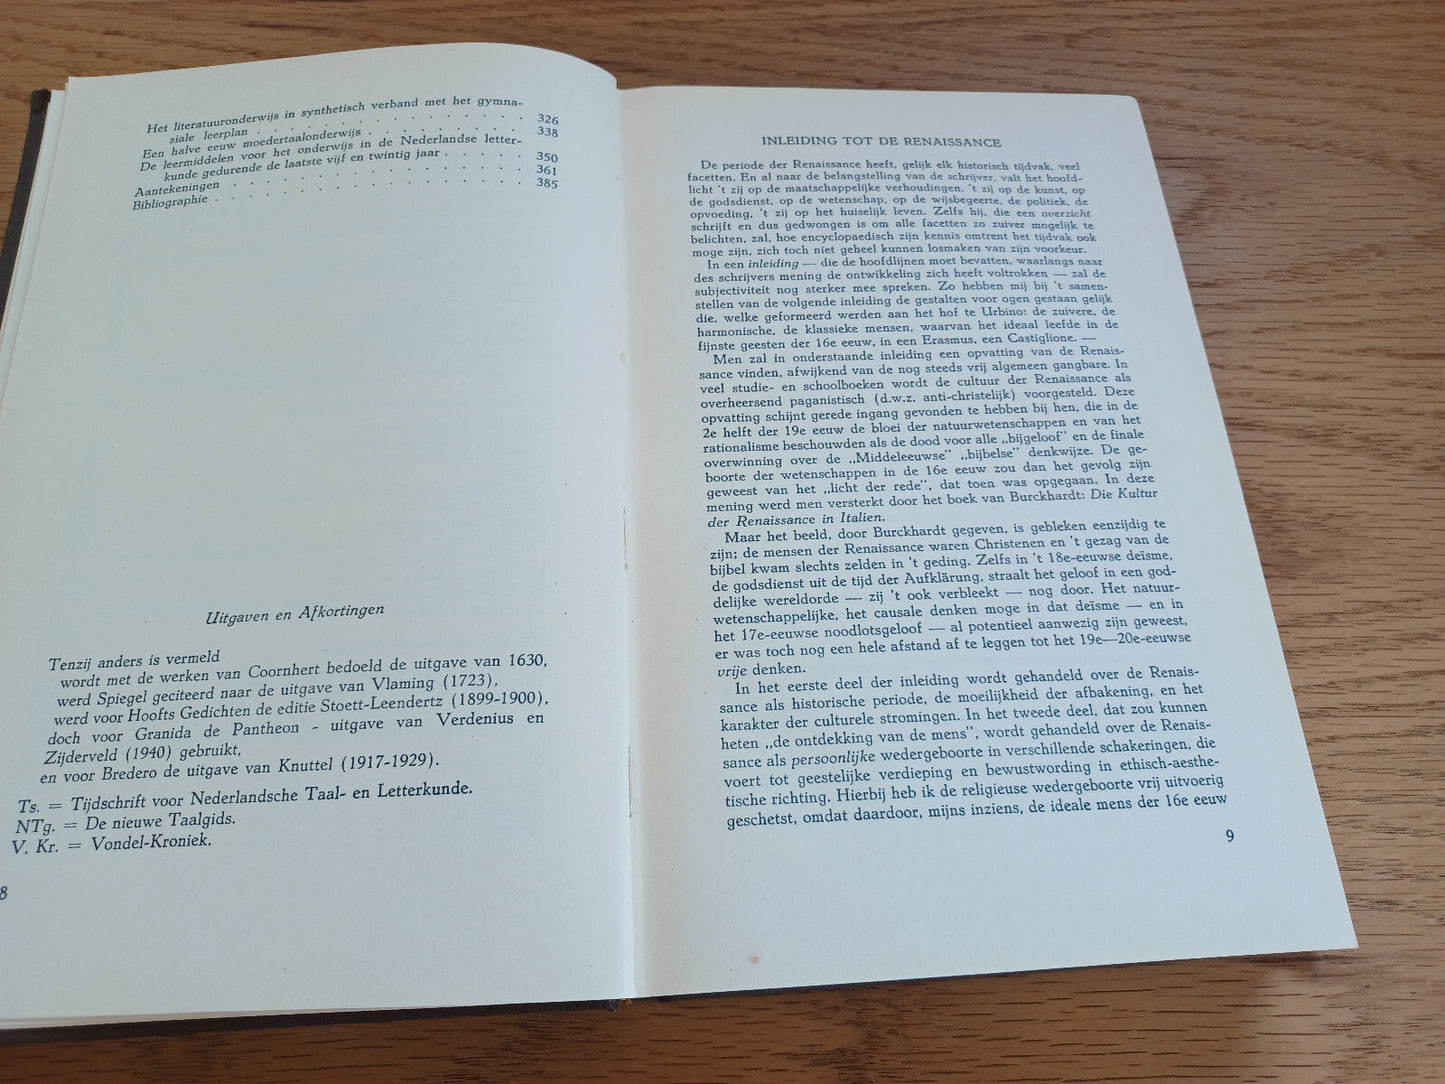 Het literatuuronderwijs in synthetisch verband met het gymna-
siale leerplan . . . . . . . . . . . . . . 326
Een halve eeuw moedertaalonderwijs . . . . . . . . 338
De leermiddelen voor het onderwijs in de Nederlandse letter-
kunde gedurende de laatste vijf en twintig jaar . . . . . 350
Aantekeningen . . . . . . . . . . . . . . . . 361
Bibliographie . . . . . . . . . . . . . . . . 385
Uitgaven en Afkortingen
Tenzij anders is vermeld
wordt met de werken van Coornhert bedoeld de uitgave van 1630,
werd Spiegel geciteerd naar de uitgave van Vlaming (1723),
werd voor Hoofts Gedichten de editie Stoett-Leendertz (1899-1900),
doch voor Granida de Pantheon - uitgave van Verdenius en
Zijderveld (1940) gebruikt,
en voor Bredero de uitgave van Knuttel (1917-1929).
Ts. = Tijdschrift voor Nederlandsche Taal- en Letterkunde.
NTg. = De nieuwe Taalgids.
V. Kr. = Vondel-Kroniek.
8
INLEIDING TOT DE RENAISSANCE
De periode der Renaissance heeft, gelijk elk historisch tijdvak, veel
facetten. En al naar de belangstelling van de schrijver, valt het hoofd-
licht 't zij op de maatschappelijke verhoudingen, 't zij op de kunst, op
de godsdienst, op de wetenschap, op de wijsbegeerte, de politiek, de
opvoeding, 't zij op het huiselijk leven. Zelfs hij, die een overzicht
schrijft en dus gedwongen is om alle facetten zo zuiver mogelijk te
belichten, zal, hoe encyclopaedisch zijn kennis omtrent het tijdvak ook
moge zijn, zich toch niet geheel kunnen losmaken van zijn voorkeur.
In een inleiding — die de hoofdlijnen moet bevatten, waarlangs naar
des schrijvers mening de ontwikkeling zich heeft voltrokken — zal de
subjectiviteit nog sterker mee spreken. Zo hebben mij bij 't samen-
stellen van de volgende inleiding de gestalten voor ogen gestaan gelijk
die, welke geformeerd werden aan het hof te Urbino: de zuivere, de
harmonische, de klassieke mensen, waarvan het ideaal leefde in de
fijnste geesten der 16e eeuw, in een Erasmus, een Castiglione. —
Men zal in onderstaande inleiding een opvatting van de Renais-
sance vinden, afwijkend van de nog steeds vrij algemeen gangbare. In
veel studie- en schoolboeken wordt de cultuur der Renaissance als
overheersend paganistisch (d.w.z. anti-christelijk) voorgesteld. Deze
opvatting schijnt gerede ingang gevonden te hebben bij hen, die in de
2e helft der 19e eeuw de bloei der natuurwetenschappen en van het
rationalisme beschouwden als de dood voor alle „bijgeloof” en de finale
overwinning over de „Middeleeuwse” „bijbelse” denkwijze. De ge-
boorte der wetenschappen in de 16e eeuw zou dan het gevolg zijn
geweest van het „licht der rede”, dat toen was opgegaan. In deze
mening werd men versterkt door het boek van Burckhardt: Die Kultur
der Renaissance in Italien.
Maar het beeld, door Burckhardt gegeven, is gebleken eenzijdig te
zijn; de mensen der Renaissance waren Christenen en 't gezag van de
bijbel kwam slechts zelden in 't geding. Zelfs in 't 18e-eeuwse deïsme,
de godsdienst uit de tijd der Aufklärung, straalt het geloof in een god-
delijke wereldorde — zij 't ook verbleekt — nog door. Het natuur-
wetenschappelijke, het causale denken moge in dat deïsme — en in
het 17e-eeuwse noodlotsgeloof — al potentieel aanwezig zijn geweest,
er was toch nog een hele afstand af te leggen tot het 19e—20e-eeuwse
vrije denken.
In het eerste deel der inleiding wordt gehandeld over de Renais-
sance als historische periode, de moeilijkheid der afbakening, en het
karakter der culturele stromingen. In het tweede deel, dat zou kunnen
heten „de ontdekking van de mens”, wordt gehandeld over de Renais-
sance als persoonlijke wedergeboorte in verschillende schakeringen, die
voert tot geestelijke verdieping en bewustwording in ethisch-aesthe-
tische richting. Hierbij heb ik de religieuse wedergeboorte vrij uitvoerig
geschetst, omdat daardoor, mijns inziens, de ideale mens der 16e eeuw
9